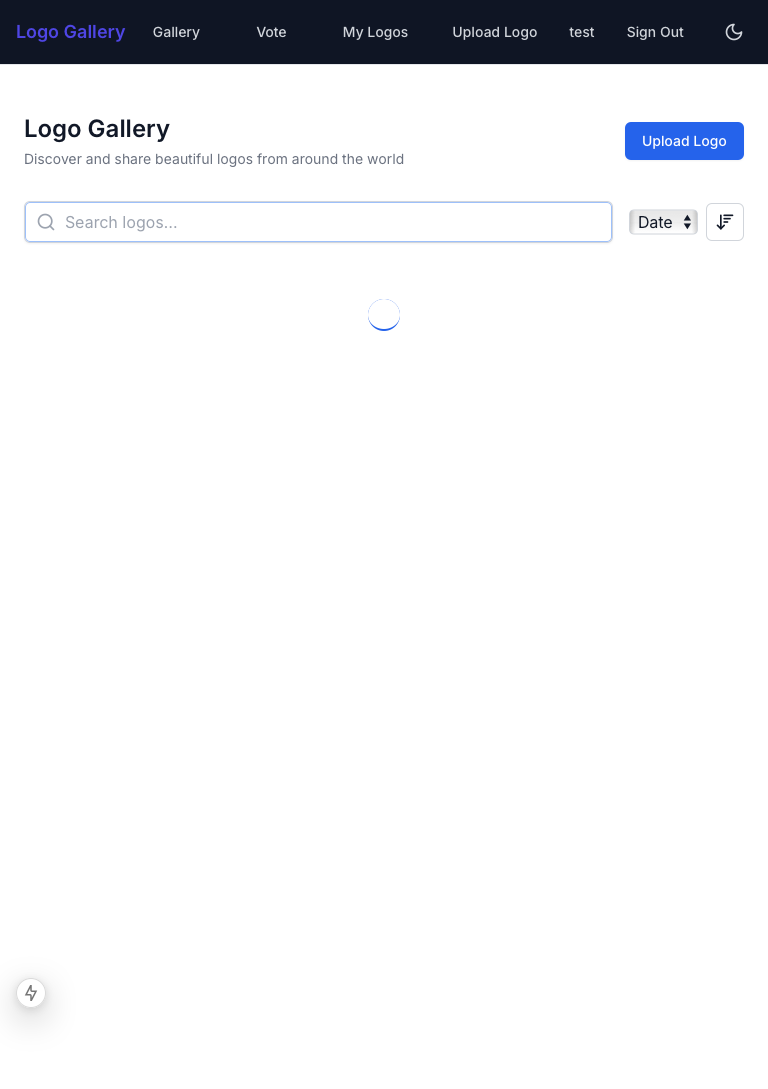 Logo Gallery Gallery Vote My Logos Upload Logo test Sign Out
Logo Gallery
Discover and share beautiful logos from around the world
Upload Logo
Search logos...
Date